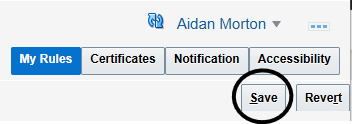 Aidan Morton
My Rules Certificates Notification Accessibility
Save Revert